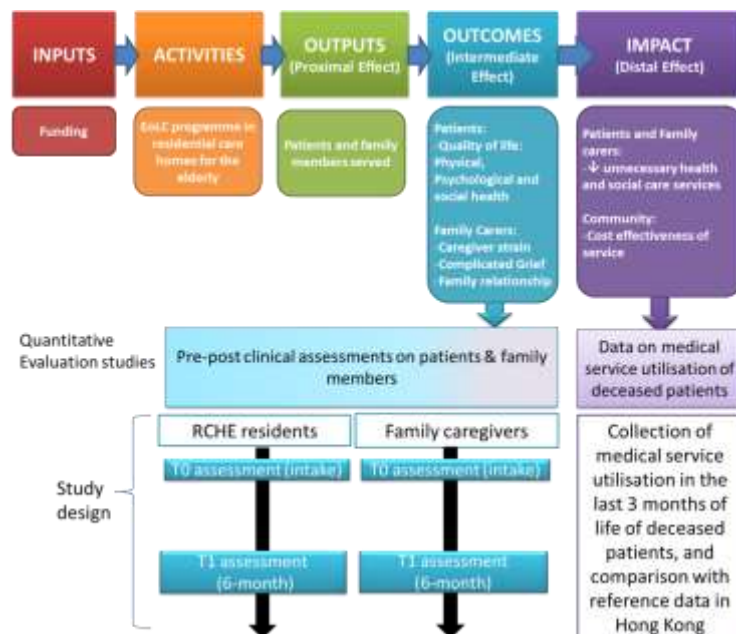 INPUTS
ACTIVITIES
OUTPUTS
(Proximal Effect)
OUTCOMES
(Intermediate
Effect)
IMPACT
(Distal Effect)
Funding
EoLC programme in
residential care
homes for the
elderly
Patients and family
members served
Patients:
-Quality of life:
Physical,
Psychological and
social health
Family Carers:
-Caregiver strain
-Complicated Grief
-Family relationship
Patients and Family
carers:
-↓ unnecessary health
and social care services
Community:
-Cost effectiveness of
service
Quantitative
Evaluation studies
Pre-post clinical assessments on patients & family
members
Data on medical
service utilisation of
deceased patients
Study
design
RCHE residents
T0 assessment (intake)
T1 assessment
(6-month)
Family caregivers
T0 assessment (intake)
T1 assessment
(6-month)
Collection of
medical service
utilisation in the
last 3 months of
life of deceased
patients, and
comparison with
reference data in
Hong Kong